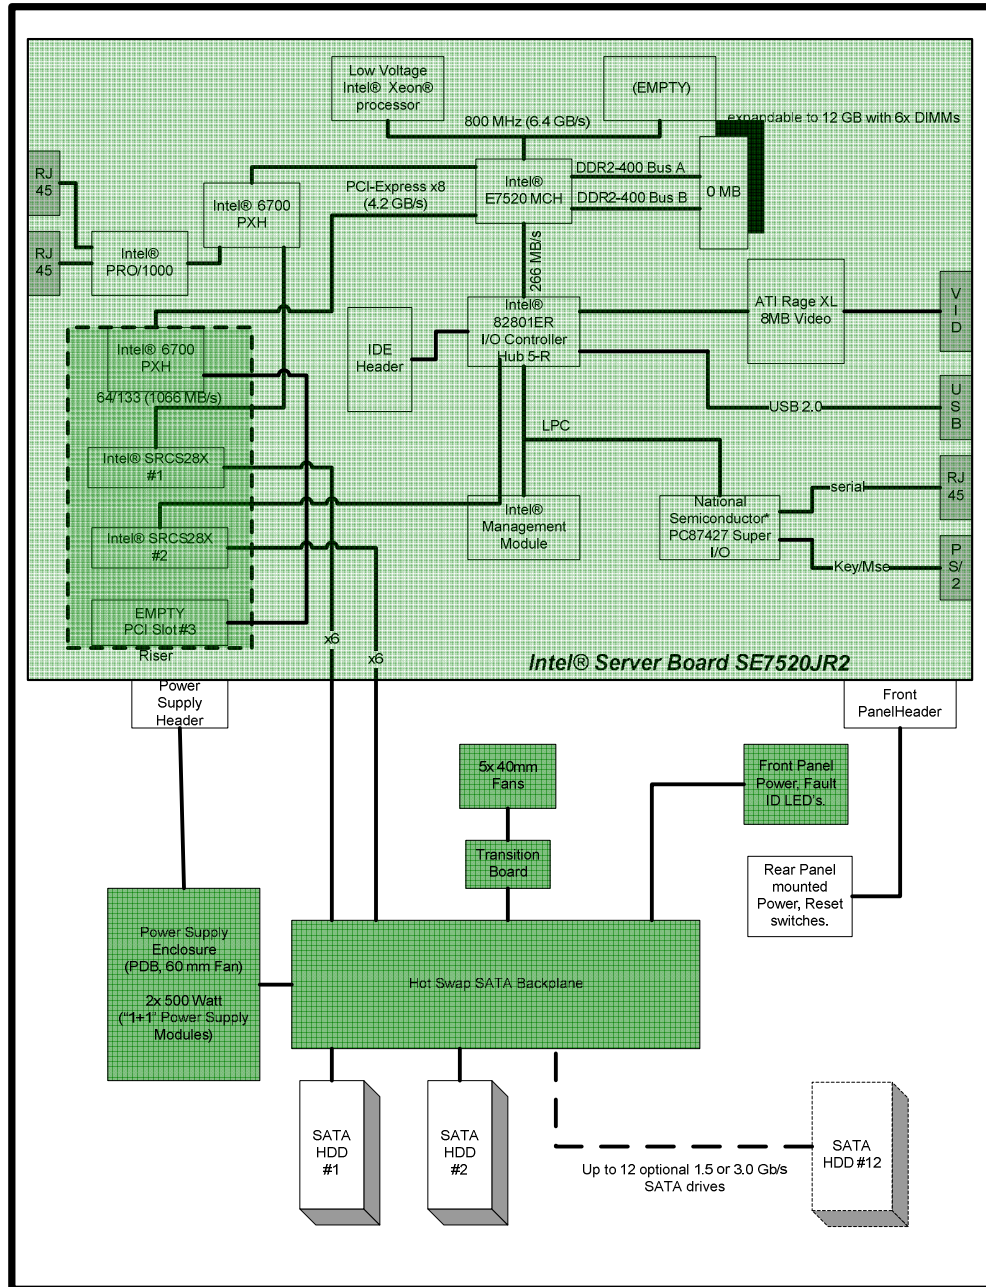 Low Voltage
Intel® Xeon®
processor
(EMPTY)
expandable to 12 GB with 6x DIMMs
800 MHz (6.4 GB/s)
RJ
45
Intel® 6700
PXH
PCI-Express x8
(4.2 GB/s)
Intel®
E7520 MCH
DDR2-400 Bus A
DDR2-400 Bus B
0 MB
RJ
45
Intel®
PRO/1000
266 MB/s
Intel®
82801ER
I/O Controller
Hub 5-R
ATI Rage XL
8MB Video
V
I
D
IDE
Header
Intel® 6700
PXH
64/133 (1066 MB/s)
USB 2.0
U
S
B
LPC
Intel® SRCS28X
#1
serial
RJ
45
Intel®
Management
Module
National
Semiconductor*
PC87427 Super
I/O
Intel® SRCS28X
#2
Key/Mse
P
S/
2
EMPTY
PCI Slot #3
Riser
x6
x6
Intel® Server Board SE7520JR2
Power
Supply
Header
Front
PanelHeader
5x 40mm
Fans
Front Panel
Power, Fault
ID LED's.
Transition
Board
Rear Panel
mounted
Power, Reset
switches.
Power Supply
Enclosure
(PDB, 60 mm Fan)
2x 500 Watt
("1+1" Power Supply
Modules)
Hot Swap SATA Backplane
SATA
HDD
#1
SATA
HDD
#2
SATA
HDD #12
Up to 12 optional 1.5 or 3.0 Gb/s
SATA drives